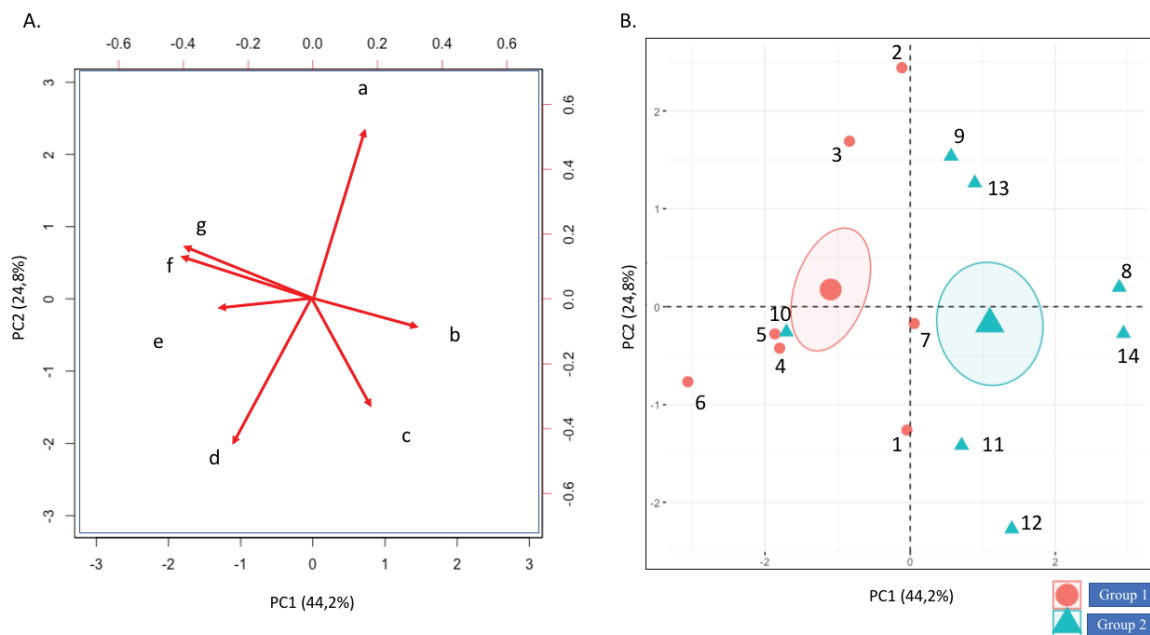 A.
-0.6 -0.4 -0.2 0.0 0.2 0.4 0.6
3
2
1
0
-1
-2
-3
PC2 (24,8%)
a
g
f
e
d
b
c
0.6
0.4
0.2
0.0
-0.2
-0.4
-0.6
-3 -2 -1 0 1 2 3
PC1 (44,2%)
B.
2
1
0
-1
-2
PC2 (24,8%)
2
3
9
13
8
10
5
4
7
14
6
1
11
12
-2 0 2
PC1 (44,2%)
Group 1
Group 2